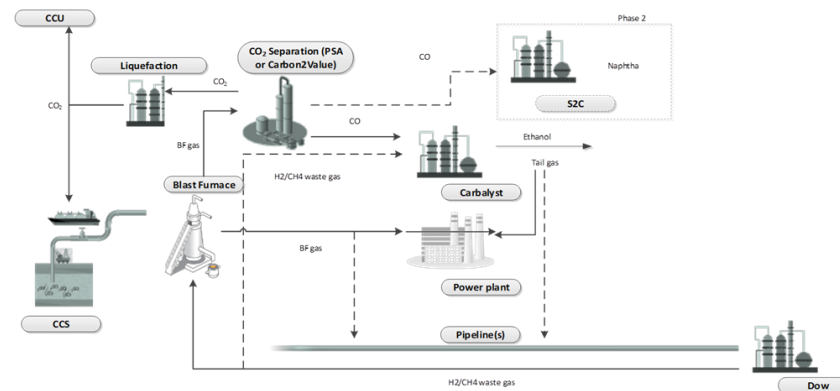 CCU
Phase 2
CO₂ Separation (PSA
or Carbon2Value)
CO
Liquefaction
Naphtha
CO₂
S2C
CO₂
CO
Ethanol
BF gas
Tail gas
H2/CH4 waste gas
Blast Furnace
Carbalyst
BF gas
Power plant
CCS
Pipeline(s)
H2/CH4 waste gas
Dow